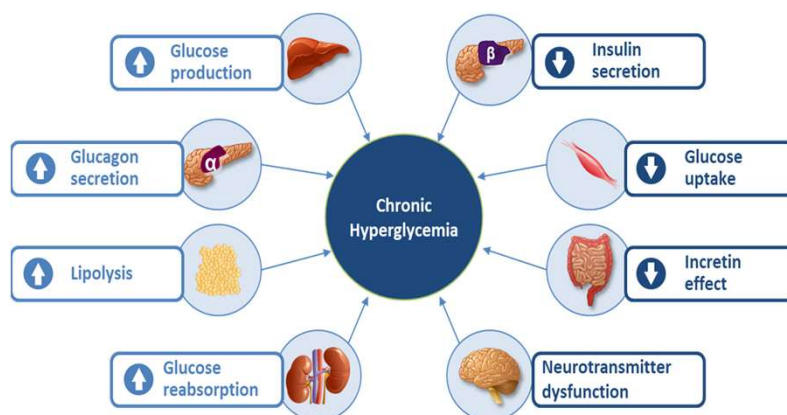 Glucose
production
β
Insulin
secretion
Glucagon
secretion
α
Chronic
Hyperglycemia
Glucose
uptake
Lipolysis
Incretin
effect
Glucose
reabsorption
Neurotransmitter
dysfunction